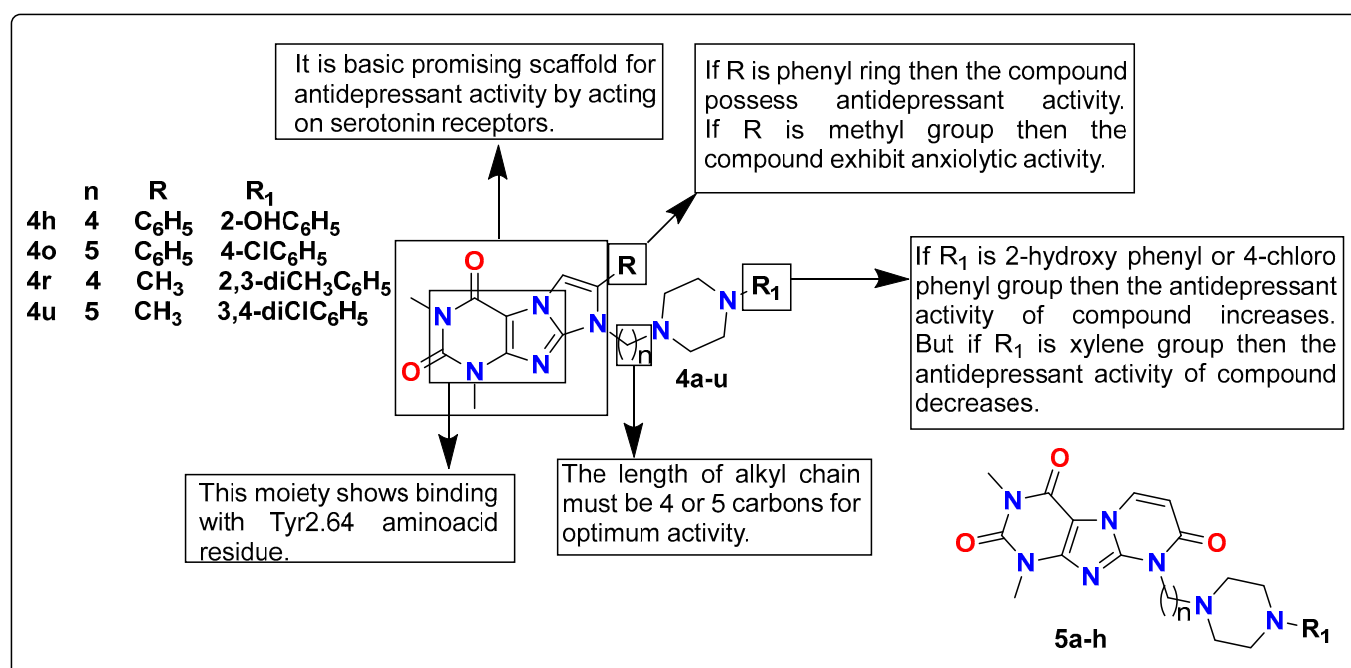 It is basic promising scaffold for
antidepressant activity by acting
on serotonin receptors.
If R is phenyl ring then the compound
possess antidepressant activity.
If R is methyl group then the
compound exhibit anxiolytic activity.
n R R₁
4h 4 C₆H₅ 2-OHC₆H₅
4o 5 C₆H₅ 4-ClC₆H₅
4r 4 CH₃ 2,3-diCH₃C₆H₅
4u 5 CH₃ 3,4-diClC₆H₅
O
R
N
N
R₁
N
N
N
O
N
N
n
4a-u
If R₁ is 2-hydroxy phenyl or 4-chloro
phenyl group then the antidepressant
activity of compound increases.
But if R₁ is xylene group then the
antidepressant activity of compound
decreases.
This moiety shows binding
with Tyr2.64 aminoacid
residue.
The length of alkyl chain
must be 4 or 5 carbons for
optimum activity.
O
N
N
O
O
N
N
N
n
N
N
R₁
5a-h